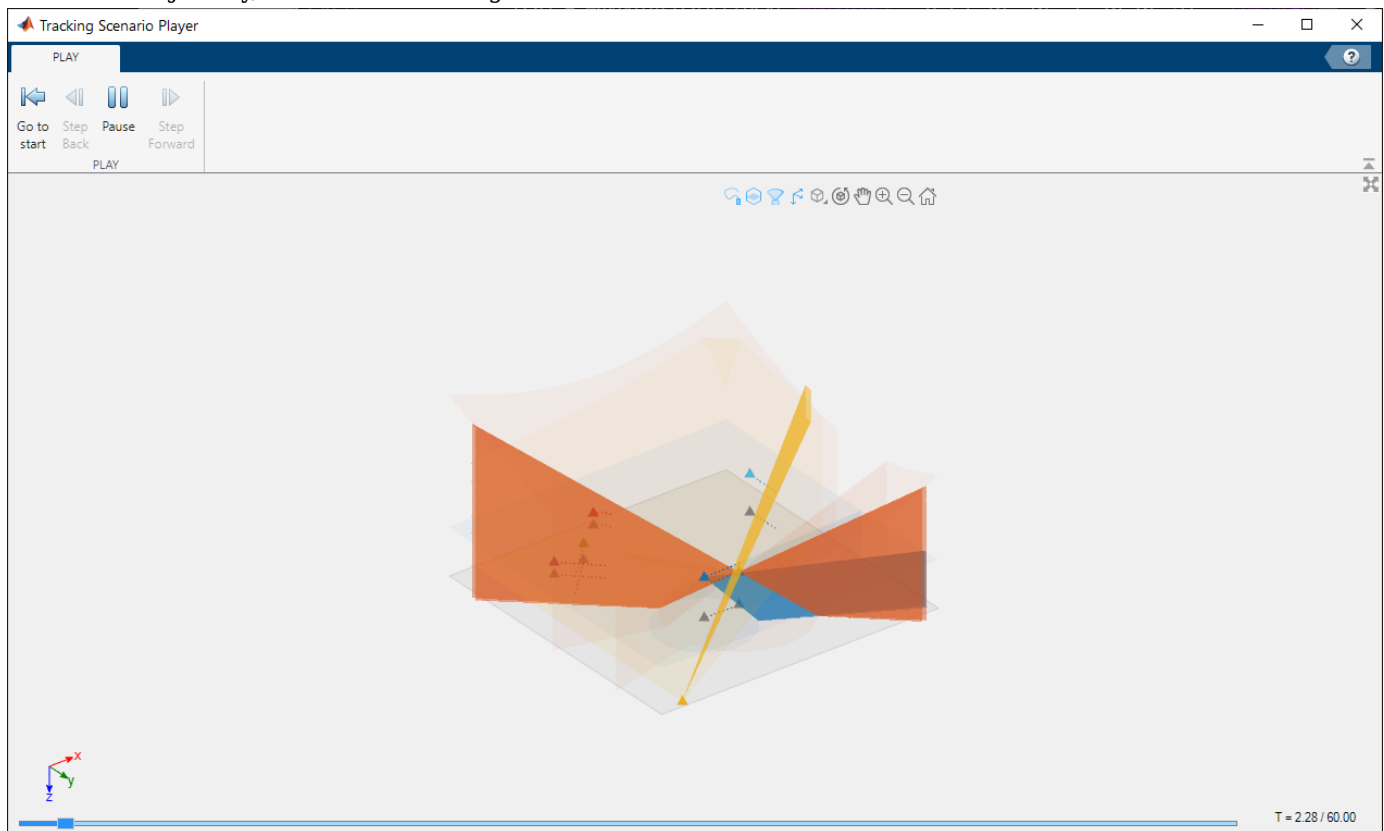 Tracking Scenario Player
PLAY
?
Go to start
Step Back
Pause
Step Forward
PLAY
x
y
z
T = 2.28 / 60.00